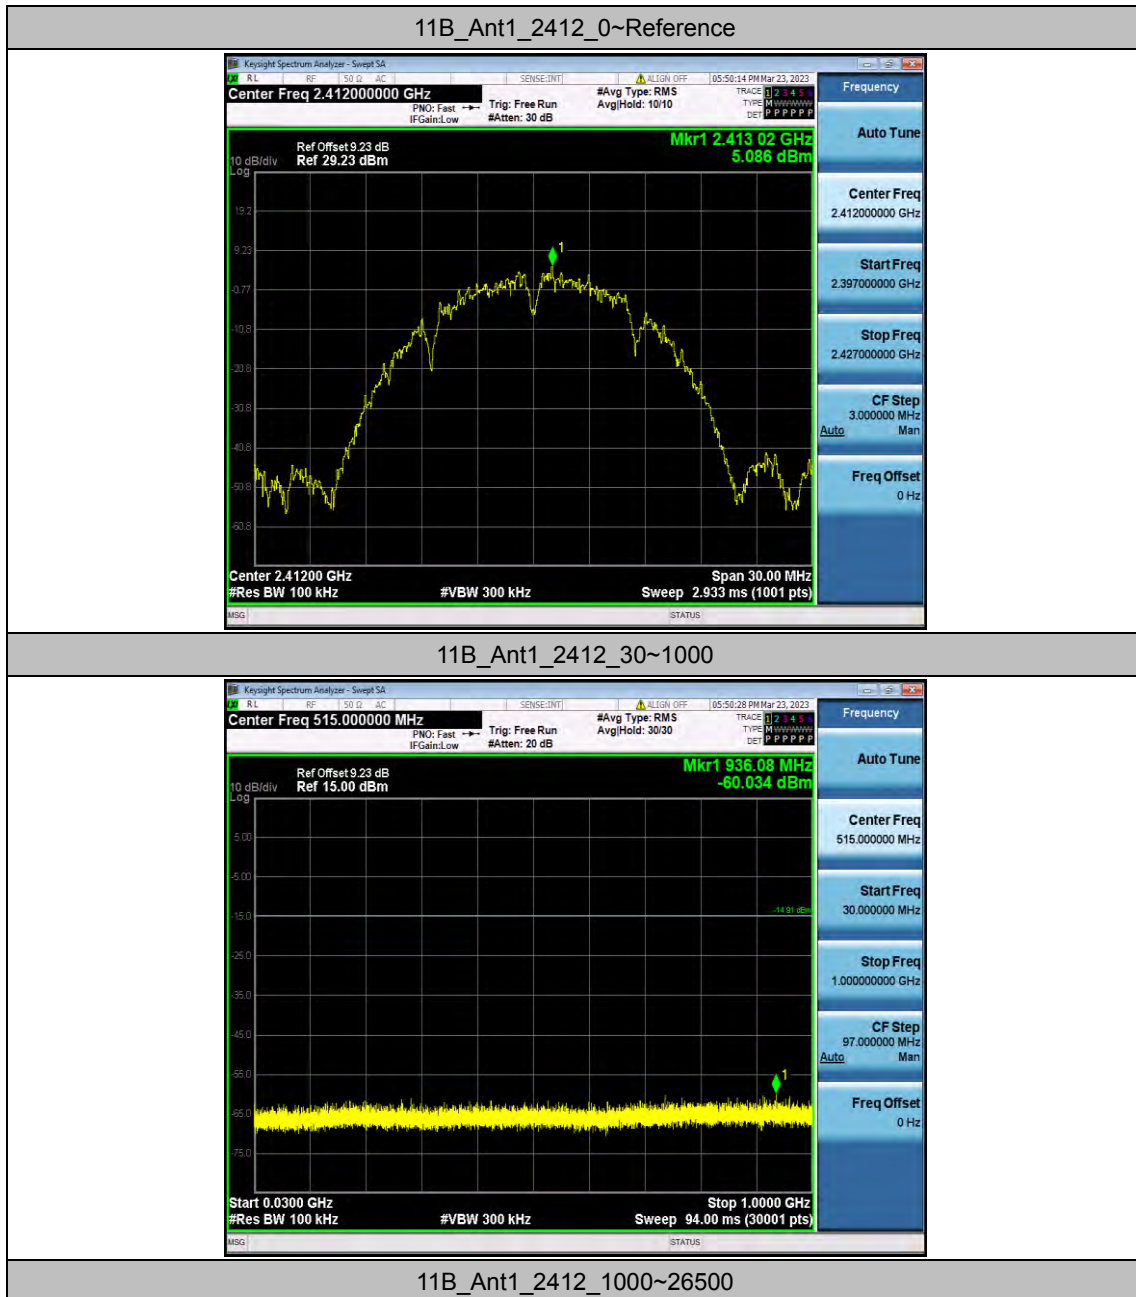 11B_Ant1_2412_0~Reference
Keysight Spectrum Analyzer - Swept SA
RL RF 50 Ω AC SENSE:INT ALIGN OFF 05:50:14 PM Mar 23, 2023
Center Freq 2.412000000 GHz
PNO: Fast
IFGain:Low
Trig: Free Run
#Atten: 30 dB
#Avg Type: RMS
Avg|Hold: 10/10
TRACE 1 2 3 4 5 6
TYPE M WWWWW
DET P P P P P P
Frequency
Auto Tune
Center Freq
2.412000000 GHz
Start Freq
2.397000000 GHz
Stop Freq
2.427000000 GHz
CF Step
3.000000 MHz
Auto Man
Freq Offset
0 Hz
Mkr1 2.413 02 GHz
5.086 dBm
Ref Offset 9.23 dB
10 dB/div Ref 29.23 dBm
Log
19.2
9.23
1
-0.77
-10.8
-20.8
-30.8
-40.8
-50.8
-60.8
Center 2.41200 GHz Span 30.00 MHz
#Res BW 100 kHz #VBW 300 kHz Sweep 2.933 ms (1001 pts)
MSG STATUS
11B_Ant1_2412_30~1000
Keysight Spectrum Analyzer - Swept SA
RL RF 50 Ω AC SENSE:INT ALIGN OFF 05:50:28 PM Mar 23, 2023
Center Freq 515.000000 MHz
PNO: Fast
IFGain:Low
Trig: Free Run
#Atten: 20 dB
#Avg Type: RMS
Avg|Hold: 30/30
TRACE 1 2 3 4 5 6
TYPE M WWWWW
DET P P P P P P
Frequency
Auto Tune
Center Freq
515.000000 MHz
Start Freq
30.000000 MHz
Stop Freq
1.000000000 GHz
CF Step
97.000000 MHz
Auto Man
Freq Offset
0 Hz
Mkr1 936.08 MHz
-60.034 dBm
Ref Offset 9.23 dB
10 dB/div Ref 15.00 dBm
Log
5.00
-5.00
-15.0
-14.91 dBm
-25.0
-35.0
-45.0
-55.0
1
-65.0
-75.0
Start 0.0300 GHz Stop 1.0000 GHz
#Res BW 100 kHz #VBW 300 kHz Sweep 94.00 ms (30001 pts)
MSG STATUS
11B_Ant1_2412_1000~26500